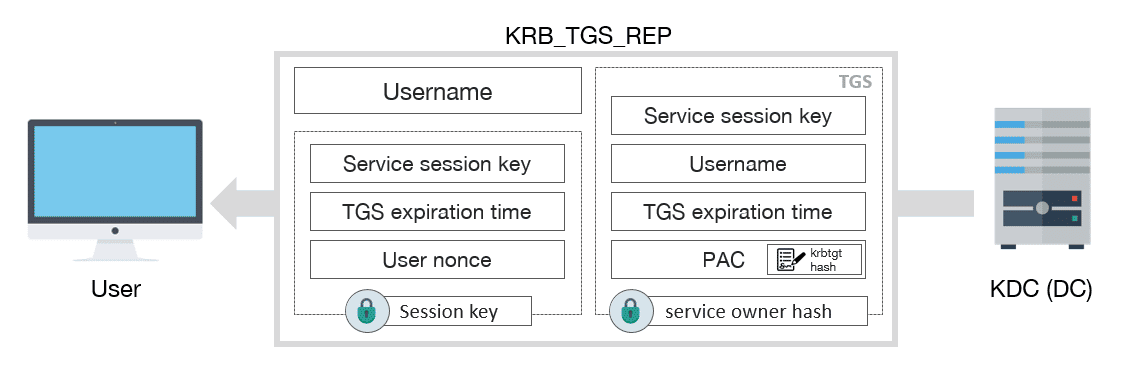 KRB_TGS_REP
Username
Service session key
TGS expiration time
User nonce
Session key
TGS
Service session key
Username
TGS expiration time
PAC
krbtgt
hash
service owner hash
User
KDC (DC)